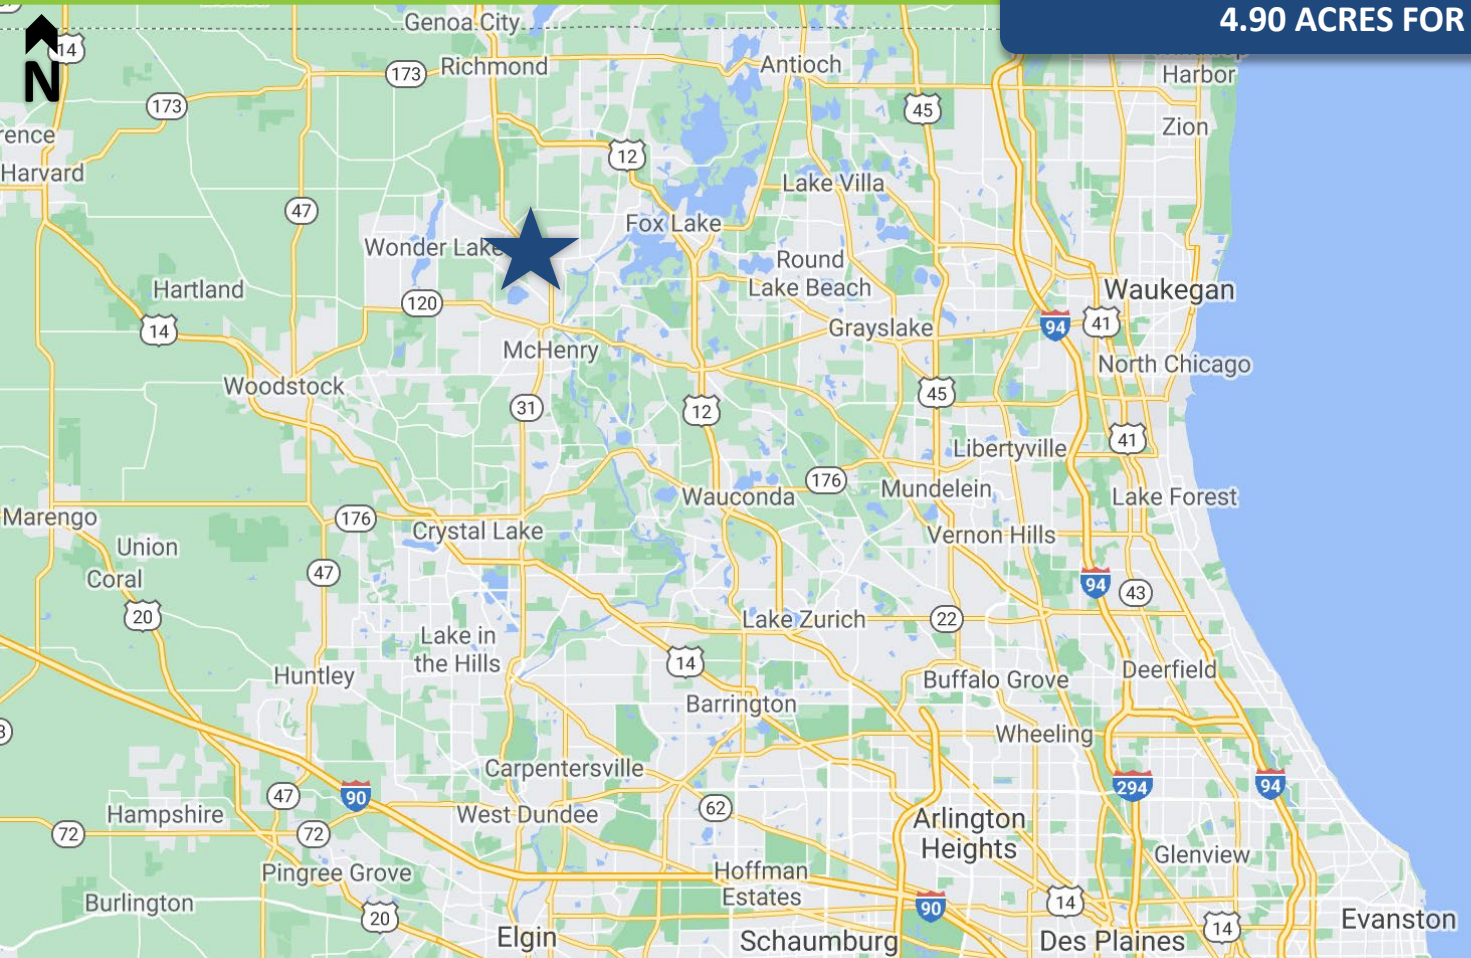 4.90 ACRES FOR
Genoa City
14
N
173
Richmond
Antioch
Harbor
173
45
Zion
rence
12
Harvard
Lake Villa
47
Fox Lake
Wonder Lake
Round
Lake Beach
Hartland
Waukegan
120
14
94
41
Grayslake
McHenry
North Chicago
Woodstock
45
31
12
41
Libertyville
176
Mundelein
Wauconda
Lake Forest
Marengo
176
Crystal Lake
Vernon Hills
Union
47
Coral
94
43
20
Lake Zurich
22
Lake in
the Hills
14
Huntley
Deerfield
Buffalo Grove
Barrington
Wheeling
Carpentersville
294
94
47
90
62
Hampshire
West Dundee
Arlington
Heights
72
72
Glenview
Hoffman
Estates
Pingree Grove
Burlington
90
14
20
Evanston
14
Elgin
Schaumburg
Des Plaines